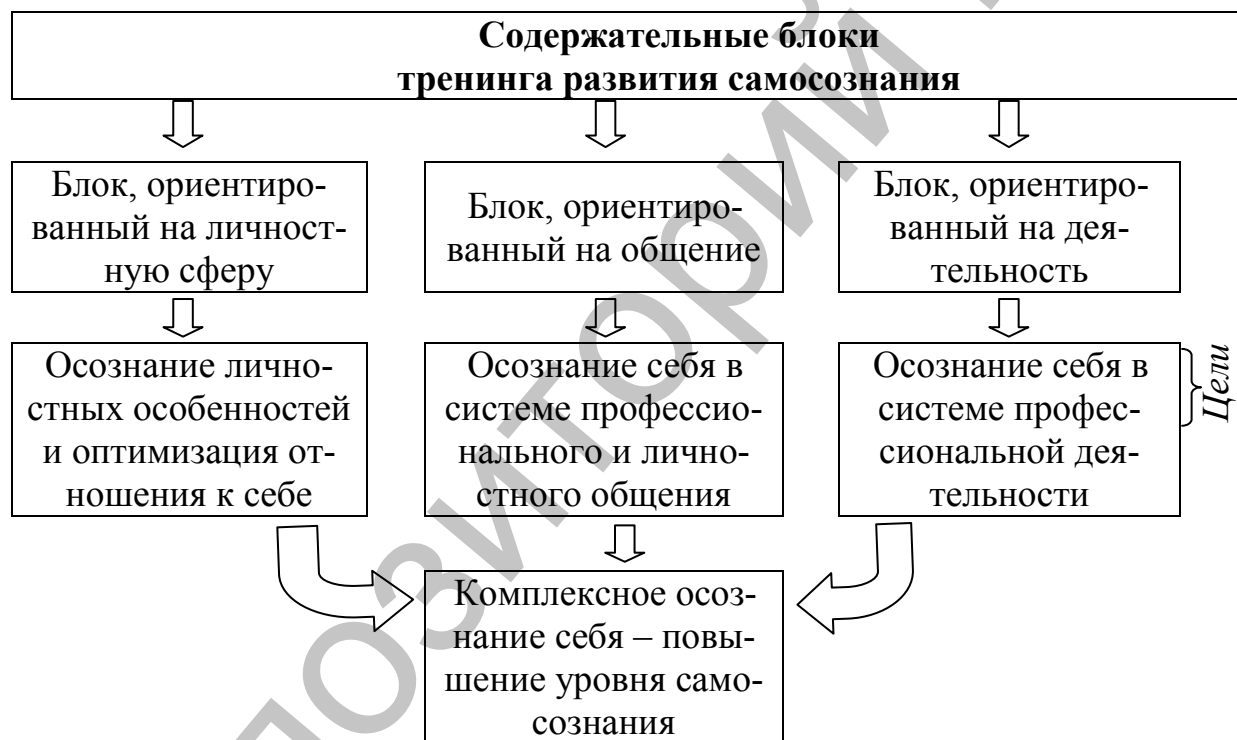 Содержательные блоки
тренинга развития самосознания
Блок, ориентиро-
ванный на личност-
ную сферу
Блок, ориентиро-
ванный на общение
Блок, ориентиро-
ванный на дея-
тельность
Осознание лично-
стных особенностей
и оптимизация от-
ношения к себе
Осознание себя в
системе професси-
онального и лично-
стного общения
Осознание себя в
системе профес-
сиональной дея-
тельности
Цели
Комплексное осоз-
нание себя – повы-
шение уровня само-
сознания